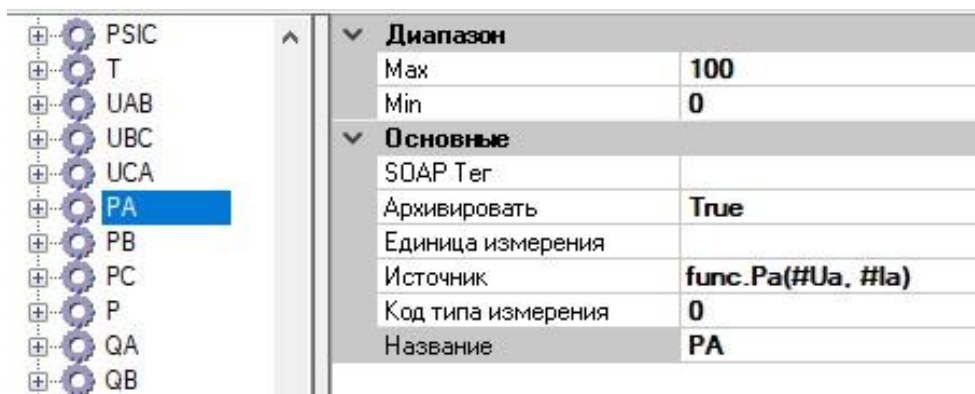 PSIC
T
UAB
UBC
UCA
PA
PB
PC
P
QA
QB
Диапазон
Max 100
Min 0
Основные
SOAP Тег
Архивировать True
Единица измерения
Источник func.Pa(#Ua, #Ia)
Код типа измерения 0
Название PA